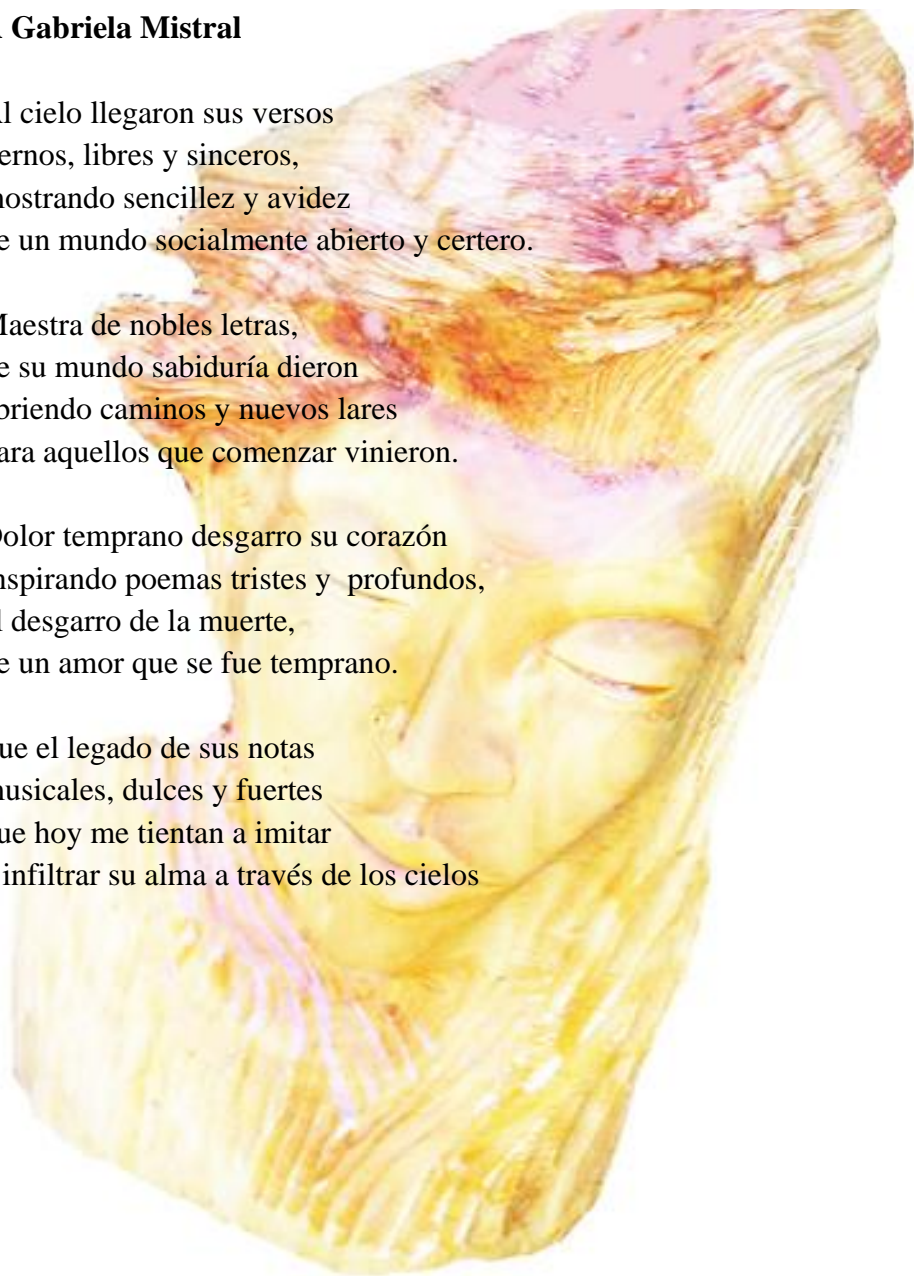 Gabriela Mistral
Al cielo llegaron sus versos
ernos, libres y sinceros,
mostrando sencillez y avidez
e un mundo socialmente abierto y certero.
Maestra de nobles letras,
e su mundo sabiduría dieron
briendo caminos y nuevos lares
ara aquellos que comenzar vinieron.
Dolor temprano desgarro su corazón
nspirando poemas tristes y profundos,
l desgarro de la muerte,
e un amor que se fue temprano.
ue el legado de sus notas
musicales, dulces y fuertes
ue hoy me tientan a imitar
infiltrar su alma a través de los cielos